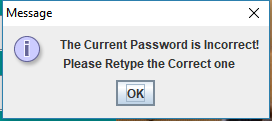 Message
The Current Password is Incorrect!
Please Retype the Correct one
OK